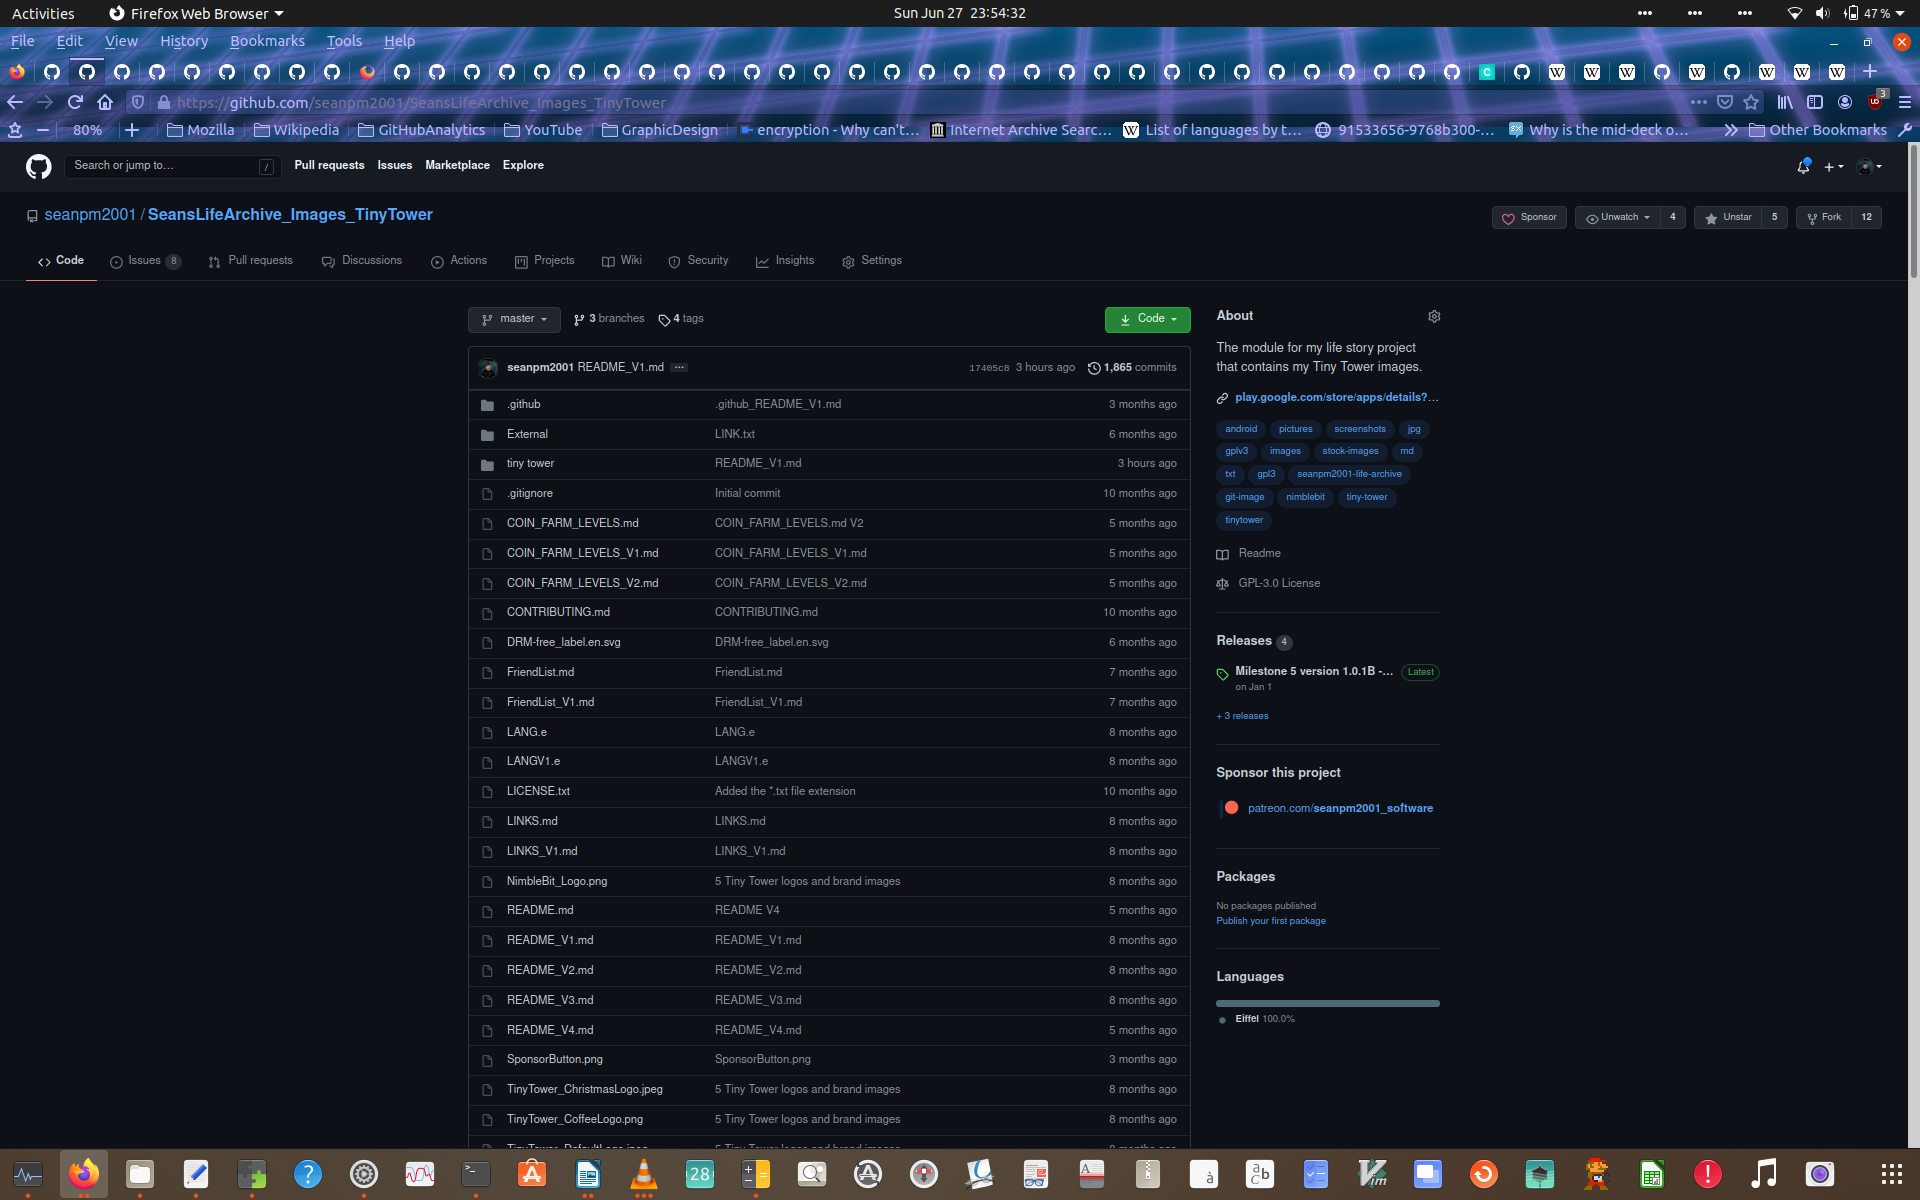 Activities Firefox Web Browser Sun Jun 27 23:54:32 47 %
File Edit View History Bookmarks Tools Help
https://github.com/seanpm2001/SeansLifeArchive_Images_TinyTower 3
80% Mozilla Wikipedia GitHubAnalytics YouTube GraphicDesign encryption - Why can't... Internet Archive Searc... List of languages by t... 91533656-9768b300-... Why is the mid-deck o... Other Bookmarks
Search or jump to... / Pull requests Issues Marketplace Explore
seanpm2001 / SeansLifeArchive_Images_TinyTower Sponsor Unwatch 4 Unstar 5 Fork 12
Code Issues 8 Pull requests Discussions Actions Projects Wiki Security Insights Settings
master 3 branches 4 tags Code
seanpm2001 README_V1.md ... 17405c8 3 hours ago 1,865 commits
.github .github_README_V1.md 3 months ago
External LINK.txt 6 months ago
tiny tower README_V1.md 3 hours ago
.gitignore Initial commit 10 months ago
COIN_FARM_LEVELS.md COIN_FARM_LEVELS.md V2 5 months ago
COIN_FARM_LEVELS_V1.md COIN_FARM_LEVELS_V1.md 5 months ago
COIN_FARM_LEVELS_V2.md COIN_FARM_LEVELS_V2.md 5 months ago
CONTRIBUTING.md CONTRIBUTING.md 10 months ago
DRM-free_label.en.svg DRM-free_label.en.svg 6 months ago
FriendList.md FriendList.md 7 months ago
FriendList_V1.md FriendList_V1.md 7 months ago
LANG.e LANG.e 8 months ago
LANGV1.e LANGV1.e 8 months ago
LICENSE.txt Added the *.txt file extension 10 months ago
LINKS.md LINKS.md 8 months ago
LINKS_V1.md LINKS_V1.md 8 months ago
NimbleBit_Logo.png 5 Tiny Tower logos and brand images 8 months ago
README.md README V4 5 months ago
README_V1.md README_V1.md 8 months ago
README_V2.md README_V2.md 8 months ago
README_V3.md README_V3.md 8 months ago
README_V4.md README_V4.md 5 months ago
SponsorButton.png SponsorButton.png 3 months ago
TinyTower_ChristmasLogo.jpeg 5 Tiny Tower logos and brand images 8 months ago
TinyTower_CoffeeLogo.png 5 Tiny Tower logos and brand images 8 months ago
About
The module for my life story project
that contains my Tiny Tower images.
play.google.com/store/apps/details?...
android pictures screenshots jpg
gplv3 images stock-images md
txt gpl3 seanpm2001-life-archive
git-image nimblebit tiny-tower
tinytower
Readme
GPL-3.0 License
Releases 4
Milestone 5 version 1.0.1B -... Latest
on Jan 1
+ 3 releases
Sponsor this project
patreon.com/seanpm2001_software
Packages
No packages published
Publish your first package
Languages
Eiffel 100.0%
28